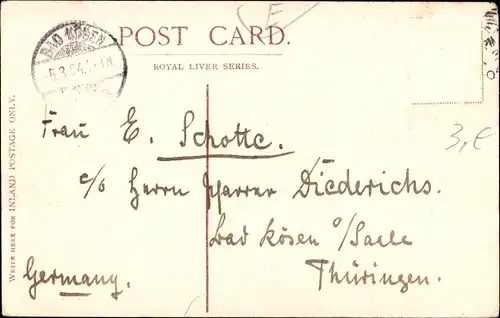 E
POST CARD.
ROYAL LIVER SERIES.
BAD KÖSEN
WRITE HERE FOR INLAND POSTAGE ONLY.
Frau E. Schotte.
3,E
c/o Herrn Pfarrer Diederichs.
Bad Kösen o/Saale
Germany. Thüringen.